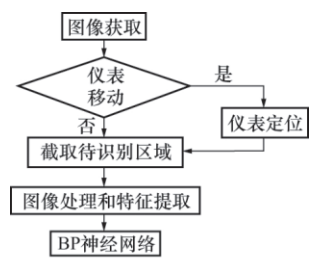 图像获取
仪表
移动
是
否
仪表定位
截取待识别区域
图像处理和特征提取
BP神经网络